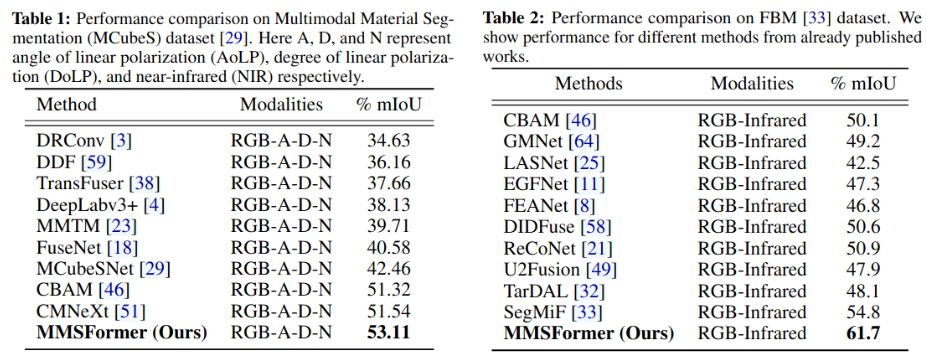 Table 1: Performance comparison on Multimodal Material Seg-
mentation (MCubeS) dataset [29]. Here A, D, and N represent
angle of linear polarization (AoLP), degree of linear polariza-
tion (DoLP), and near-infrared (NIR) respectively.
Method Modalities % mIoU
DRConv [3] RGB-A-D-N 34.63
DDF [59] RGB-A-D-N 36.16
TransFuser [38] RGB-A-D-N 37.66
DeepLabv3+ [4] RGB-A-D-N 38.13
MMTM [23] RGB-A-D-N 39.71
FuseNet [18] RGB-A-D-N 40.58
MCubeSNet [29] RGB-A-D-N 42.46
CBAM [46] RGB-A-D-N 51.32
CMNeXt [51] RGB-A-D-N 51.54
MMSFormer (Ours) RGB-A-D-N 53.11
Table 2: Performance comparison on FBM [33] dataset. We
show performance for different methods from already published
works.
Methods Modalities % mIoU
CBAM [46] RGB-Infrared 50.1
GMNet [64] RGB-Infrared 49.2
LASNet [25] RGB-Infrared 42.5
EGFNet [11] RGB-Infrared 47.3
FEANet [8] RGB-Infrared 46.8
DIDFuse [58] RGB-Infrared 50.6
ReCoNet [21] RGB-Infrared 50.9
U2Fusion [49] RGB-Infrared 47.9
TarDAL [32] RGB-Infrared 48.1
SegMiF [33] RGB-Infrared 54.8
MMSFormer (Ours) RGB-Infrared 61.7